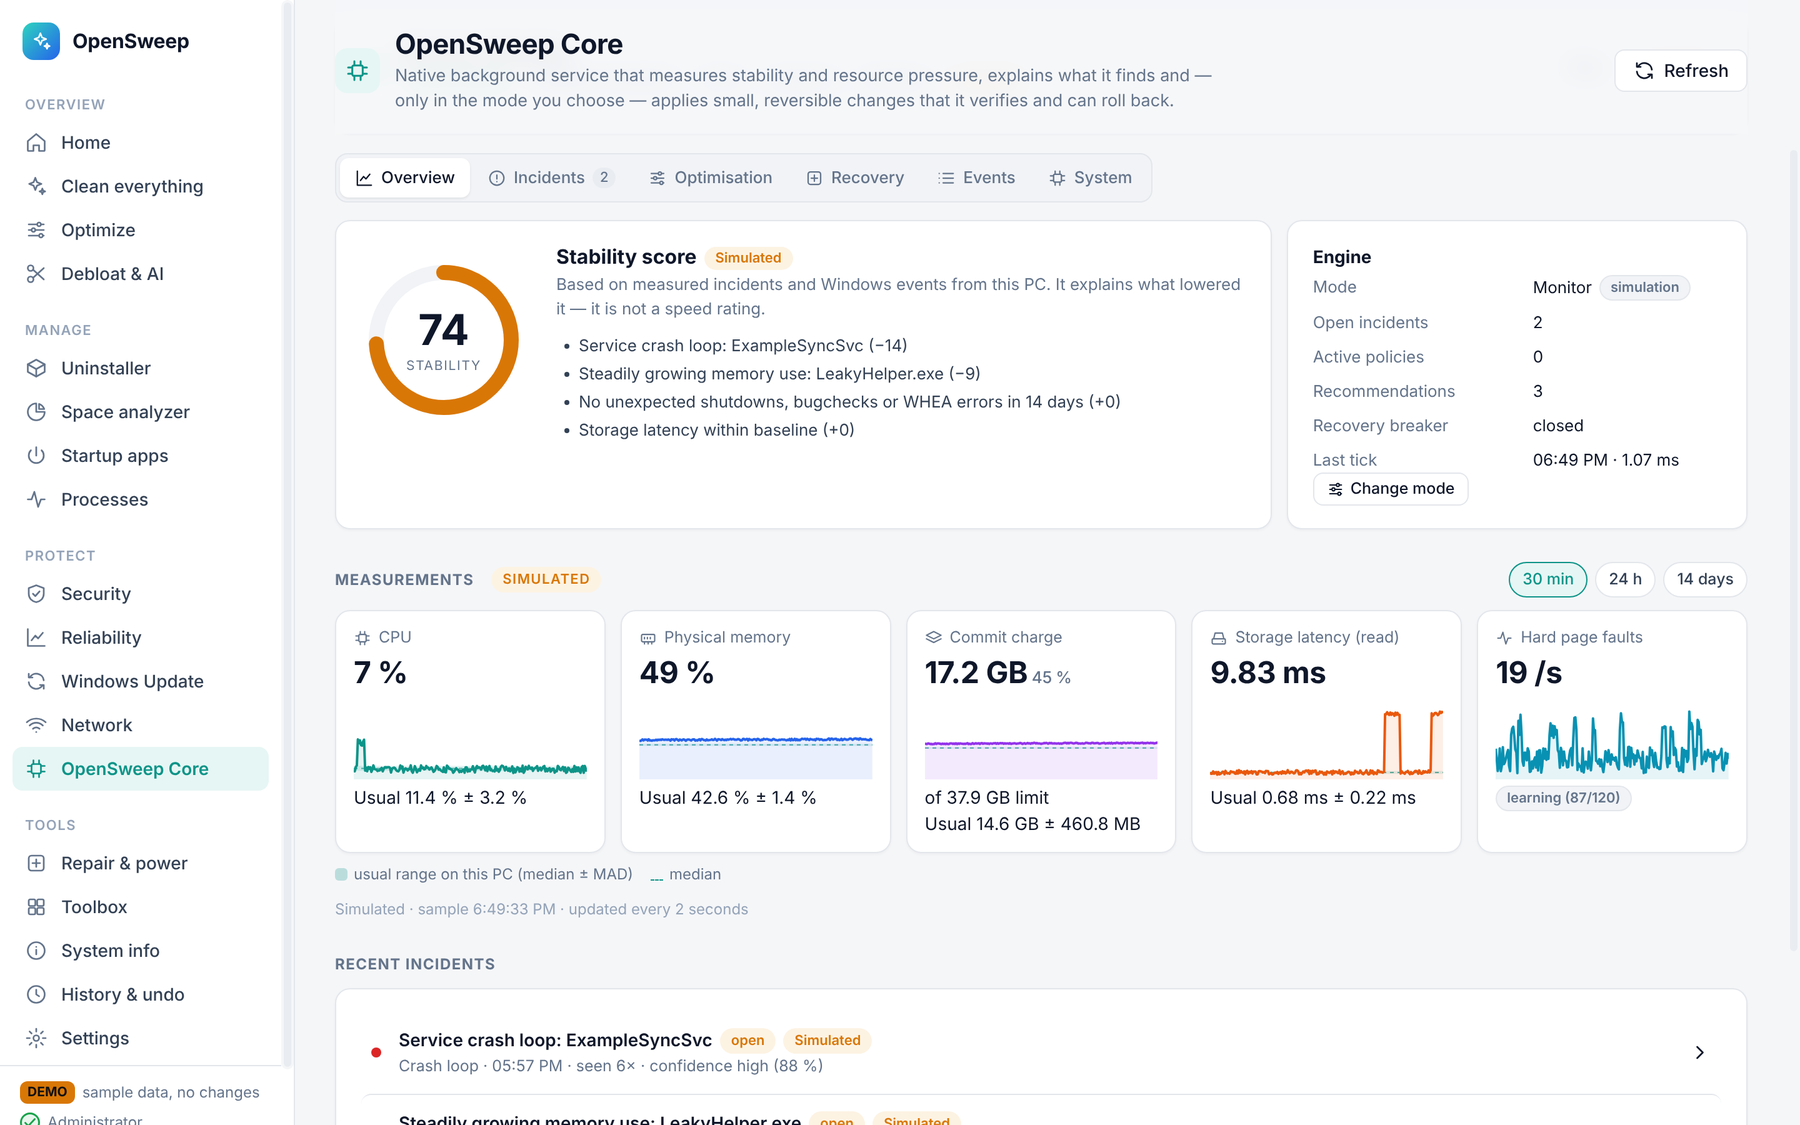 OpenSweep
OVERVIEW
Home
Clean everything
Optimize
Debloat & AI
MANAGE
Uninstaller
Space analyzer
Startup apps
Processes
PROTECT
Security
Reliability
Windows Update
Network
OpenSweep Core
TOOLS
Repair & power
Toolbox
System info
History & undo
Settings
DEMO sample data, no changes
Administrator
OpenSweep Core
Native background service that measures stability and resource pressure, explains what it finds and —
only in the mode you choose — applies small, reversible changes that it verifies and can roll back.
Refresh
Overview Incidents 2 Optimisation Recovery Events System
74
STABILITY
Stability score Simulated
Based on measured incidents and Windows events from this PC. It explains what lowered
it — it is not a speed rating.
• Service crash loop: ExampleSyncSvc (−14)
• Steadily growing memory use: LeakyHelper.exe (−9)
• No unexpected shutdowns, bugchecks or WHEA errors in 14 days (+0)
• Storage latency within baseline (+0)
Engine
Mode Monitor simulation
Open incidents 2
Active policies 0
Recommendations 3
Recovery breaker closed
Last tick 06:49 PM · 1.07 ms
Change mode
MEASUREMENTS SIMULATED
30 min 24 h 14 days
CPU
7 %
Usual 11.4 % ± 3.2 %
Physical memory
49 %
Usual 42.6 % ± 1.4 %
Commit charge
17.2 GB 45 %
of 37.9 GB limit
Usual 14.6 GB ± 460.8 MB
Storage latency (read)
9.83 ms
Usual 0.68 ms ± 0.22 ms
Hard page faults
19 /s
learning (87/120)
usual range on this PC (median ± MAD) median
Simulated · sample 6:49:33 PM · updated every 2 seconds
RECENT INCIDENTS
Service crash loop: ExampleSyncSvc open Simulated
Crash loop · 05:57 PM · seen 6× · confidence high (88 %)
Steadily growing memory use: LeakyHelper.exe open Simulated